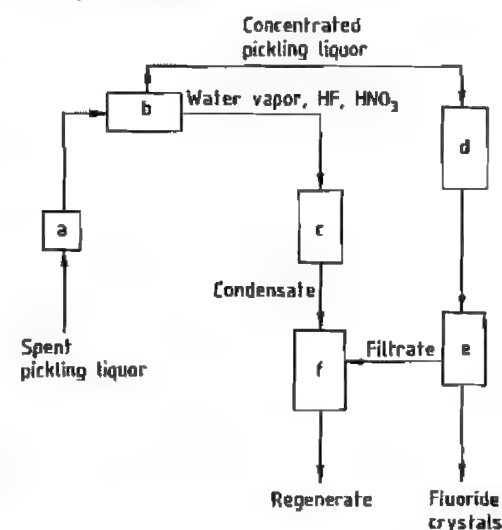 Concentrated
pickling liquor
b
Water vapor, HF, HNO₃
d
a
c
Condensate
Spent
pickling liquor
f
Filtrate
e
Regenerate
Fluoride
crystals